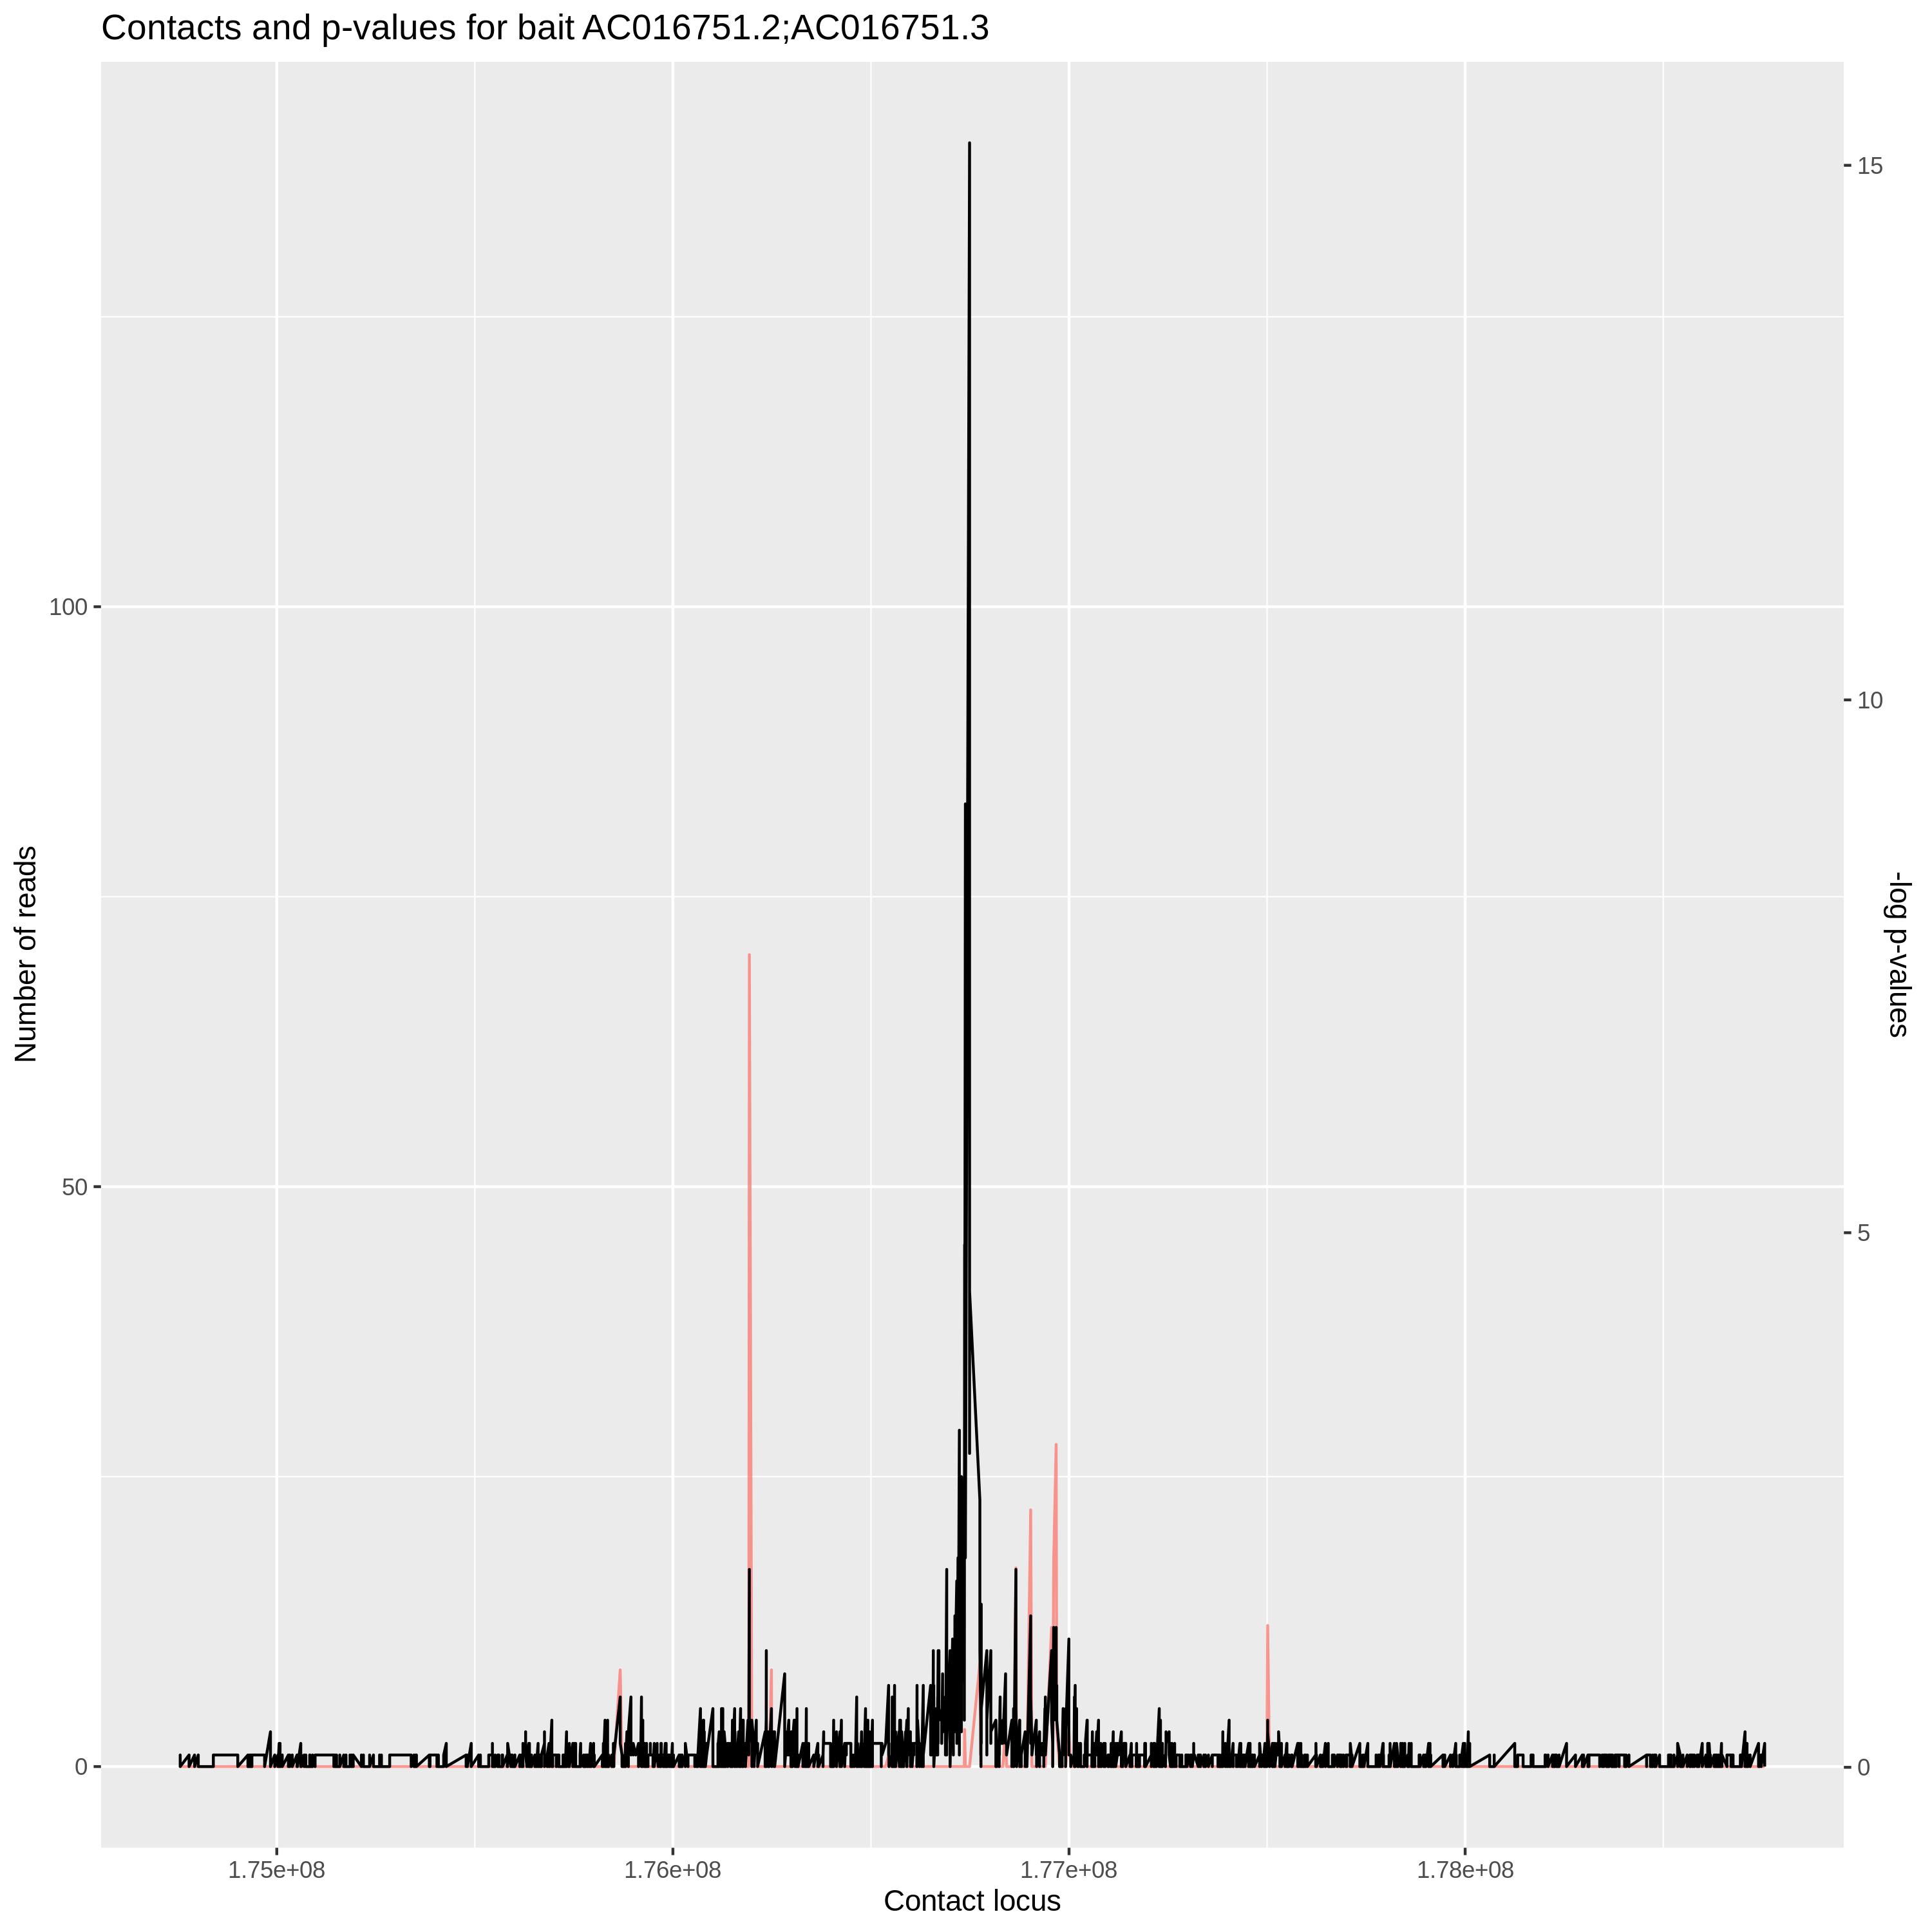 Contacts and p-values for bait AC016751.2;AC016751.3
15
100
10
Number of reads
-log p-values
50
5
0
0
1.75e+08
1.76e+08
1.77e+08
1.78e+08
Contact locus